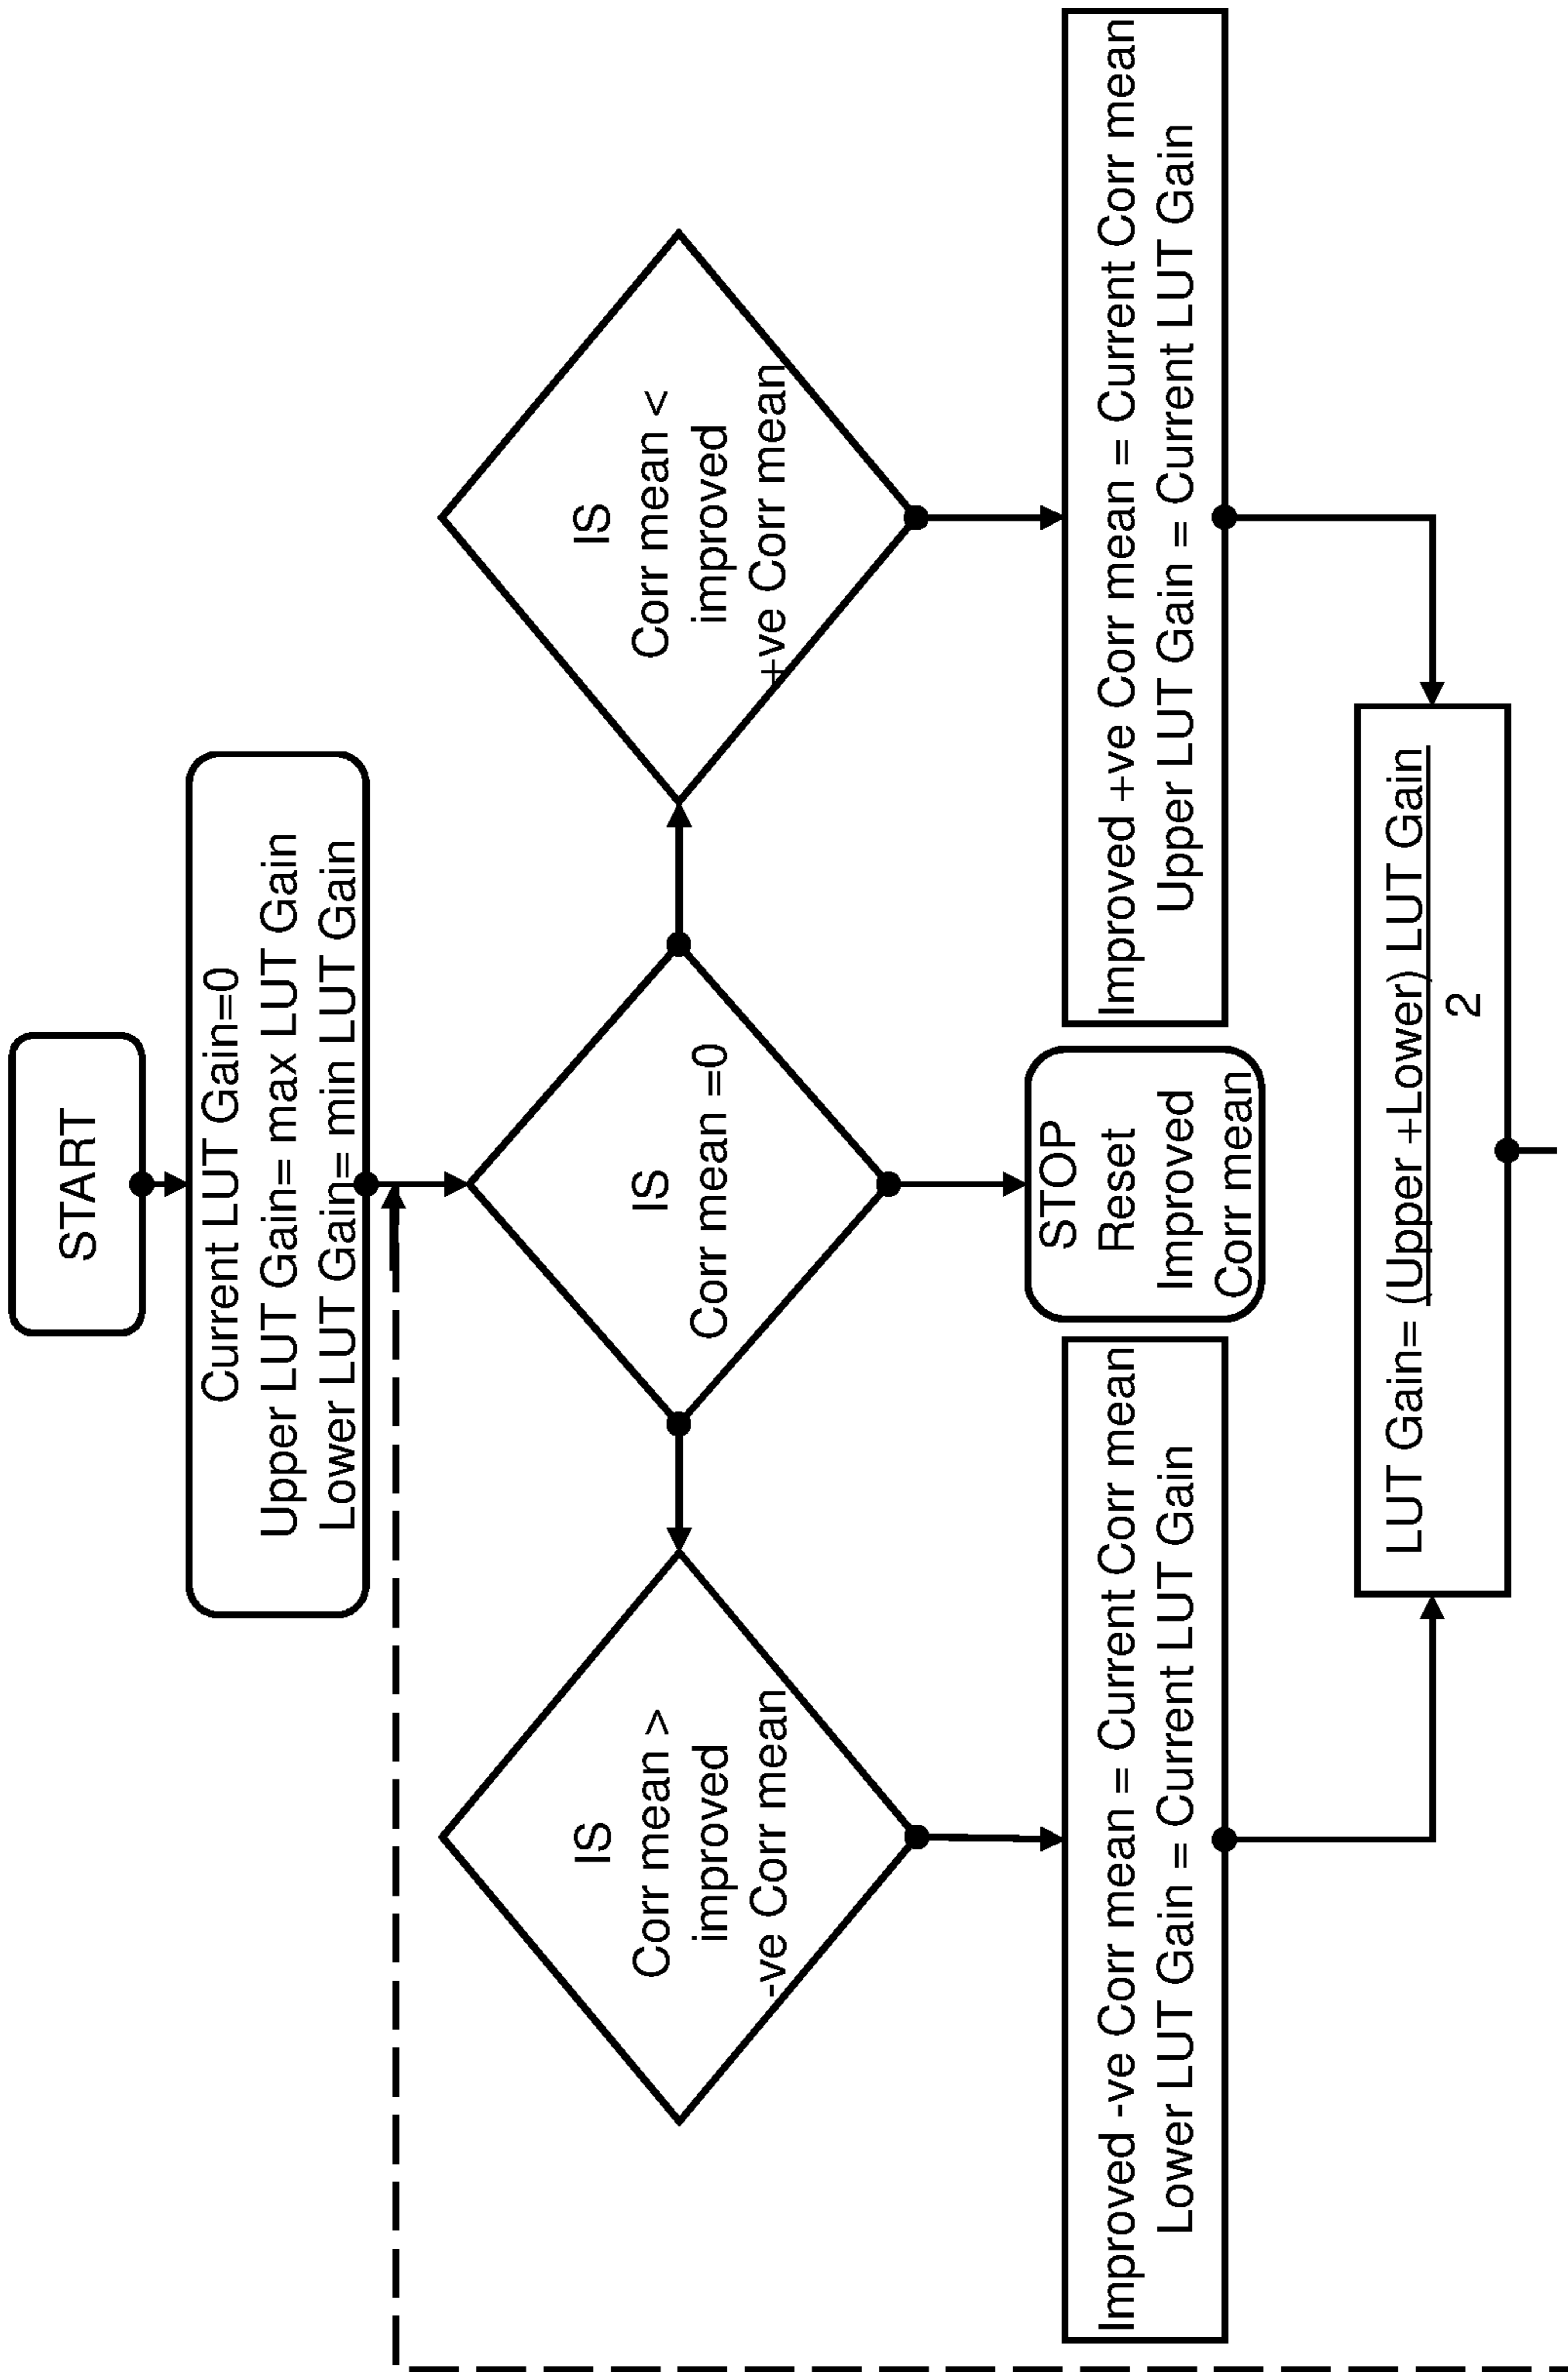 START
Current LUT Gain=0
Upper LUT Gain= max LUT Gain
Lower LUT Gain= min LUT Gain
IS
Corr mean >
improved
-ve Corr mean
IS
Corr mean =0
IS
Corr mean <
improved
+ve Corr mean
Improved -ve Corr mean = Current Corr mean
Lower LUT Gain = Current LUT Gain
STOP
Reset
Improved
Corr mean
Improved +ve Corr mean = Current Corr mean
Upper LUT Gain = Current LUT Gain
LUT Gain= (Upper +Lower) LUT Gain
2